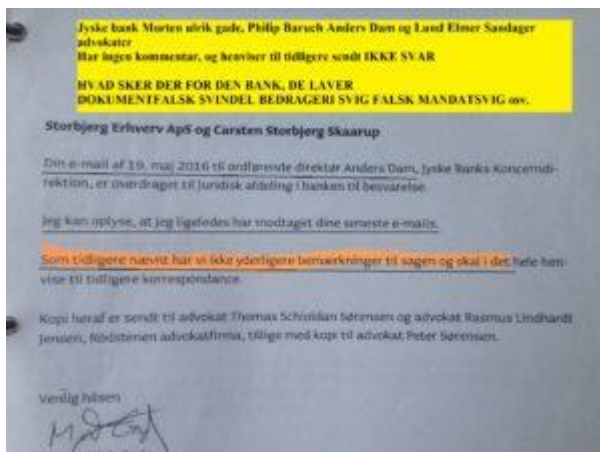 Jyske bank Morten ulrik gade, Philip Baruch Anders Dam og Lund Elmer Sandager
advokater
Har ingen kommentar, og henviser til tidligere sendt IKKE SVAR
HVAD SKER DER FOR DEN BANK, DE LAVER
DOKUMENTFALSK SVINDEL BEDRAGERI SVIG FALSK MANDATSVIG osv.
Storbjerg Erhverv ApS og Carsten Storbjerg Skaarup
Din e-mail af 19. maj 2016 til ordførende direktør Anders Dam, Jyske Banks Koncerndi-
rektion, er overdraget til Juridisk afdeling i banken til besvarelse.
Jeg kan oplyse, at jeg ligeledes har modtaget dine seneste e-mails.
Som tidligere nævnt har vi ikke yderligere bemærkninger til sagen og skal i det hele hen-
vise til tidligere korrespondance.
Kopi heraf er sendt til advokat Thomas Schioldan Sørensen og advokat Rasmus Lindhardt
Jensen, Rödstenen advokatfirma, tillige med kopi til advokat Peter Sørensen.
Venlig hilsen